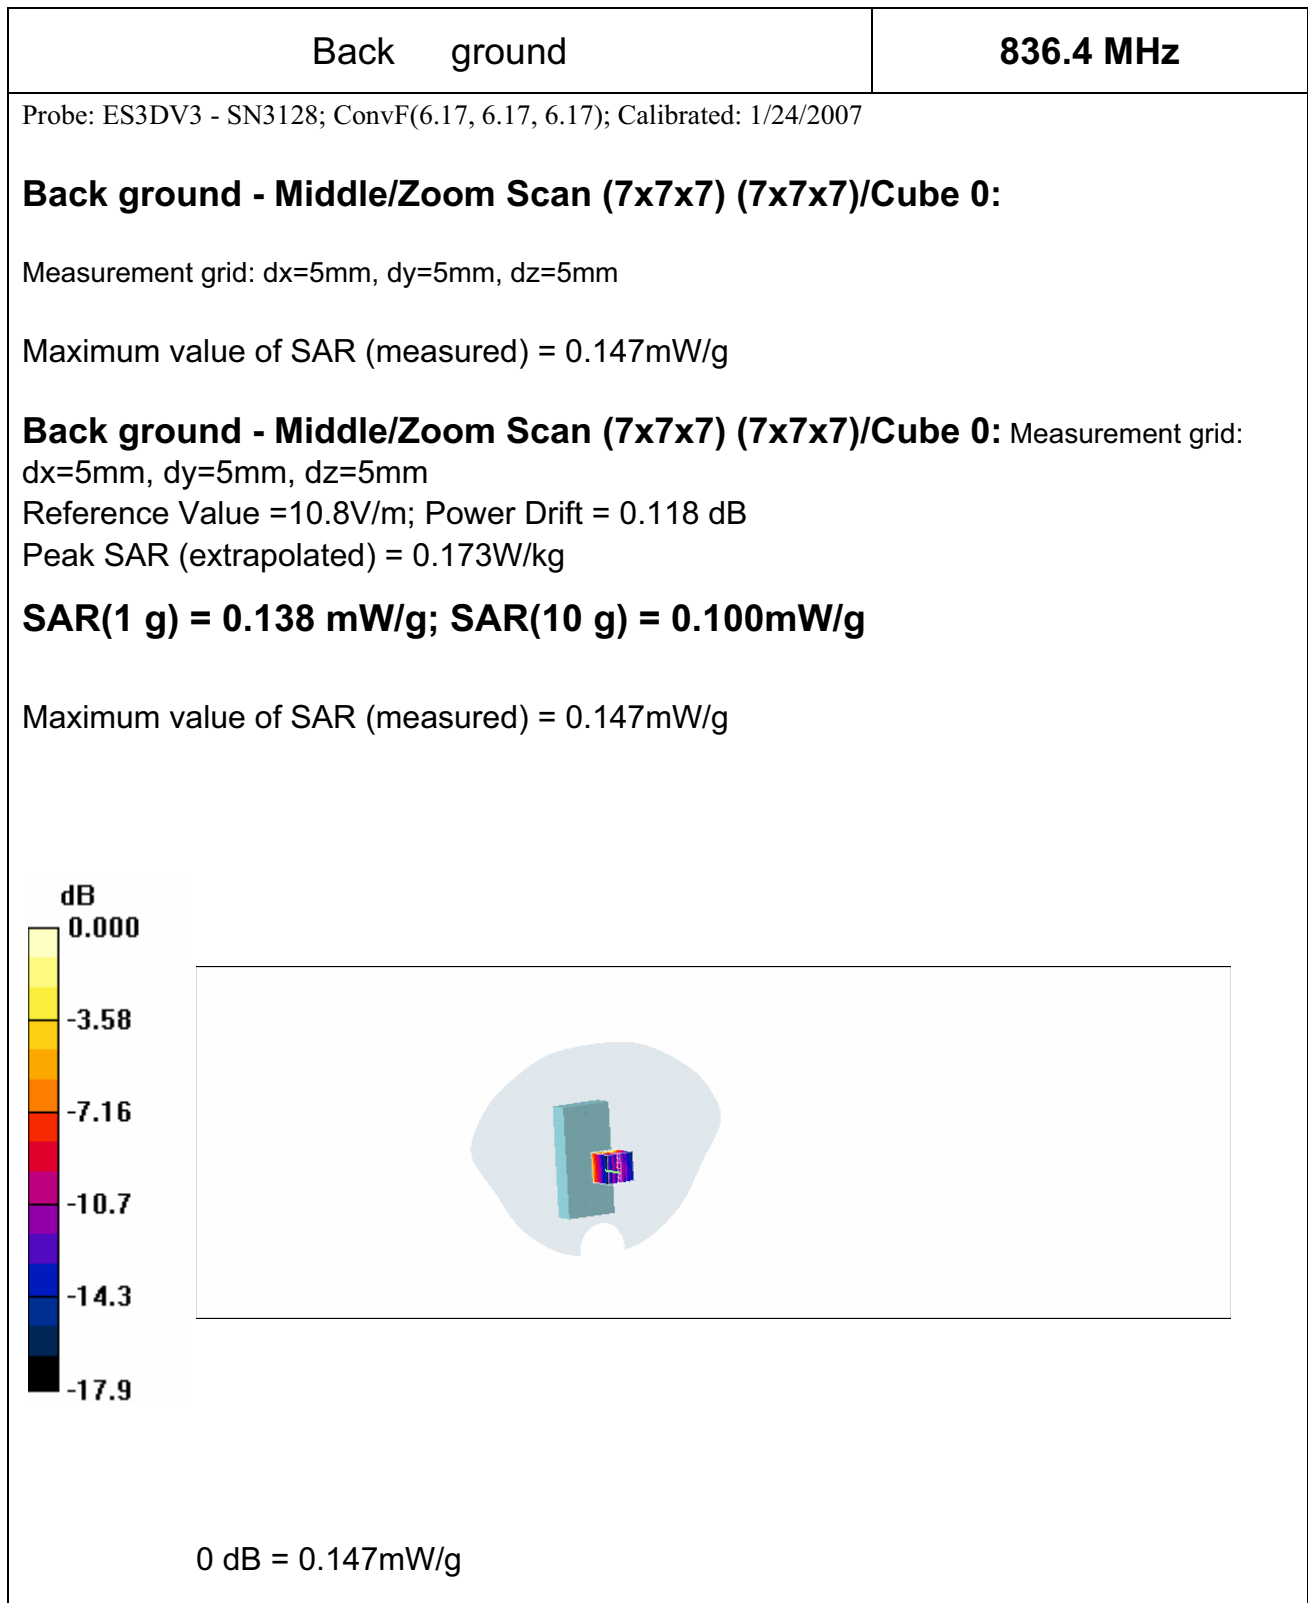 Back ground
836.4 MHz
Probe: ES3DV3 - SN3128; ConvF(6.17, 6.17, 6.17); Calibrated: 1/24/2007
Back ground - Middle/Zoom Scan (7x7x7) (7x7x7)/Cube 0:
Measurement grid: dx=5mm, dy=5mm, dz=5mm
Maximum value of SAR (measured) = 0.147mW/g
Back ground - Middle/Zoom Scan (7x7x7) (7x7x7)/Cube 0: Measurement grid:
dx=5mm, dy=5mm, dz=5mm
Reference Value =10.8V/m; Power Drift = 0.118 dB
Peak SAR (extrapolated) = 0.173W/kg
SAR(1 g) = 0.138 mW/g; SAR(10 g) = 0.100mW/g
Maximum value of SAR (measured) = 0.147mW/g
dB
0.000
-3.58
-7.16
-10.7
-14.3
-17.9
0 dB = 0.147mW/g